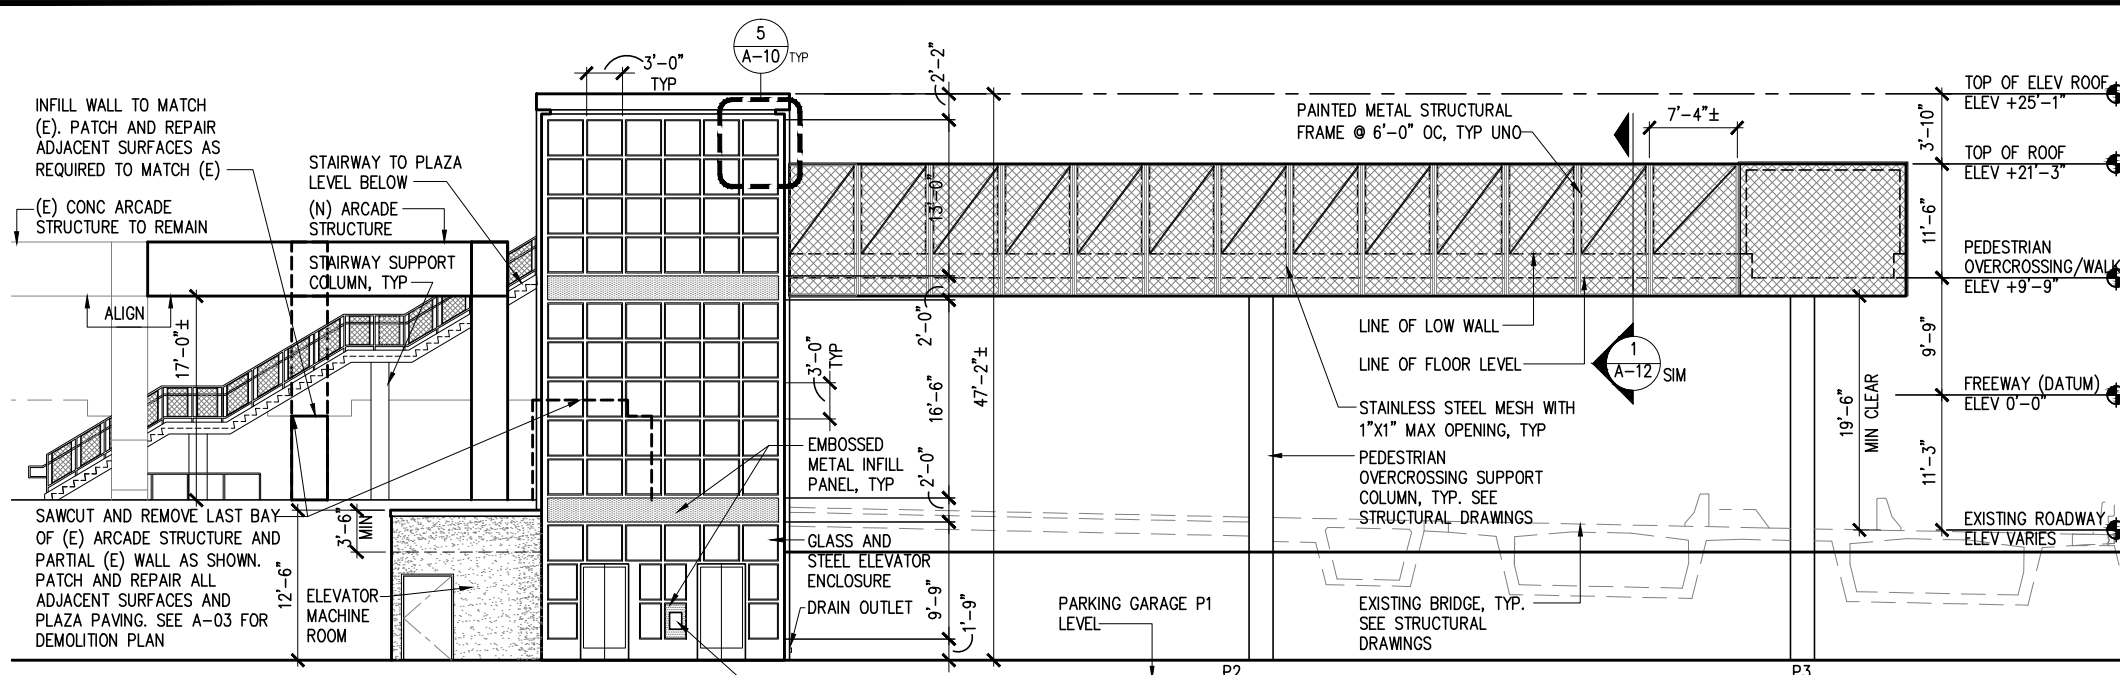 INFILL WALL TO MATCH
(E). PATCH AND REPAIR
ADJACENT SURFACES AS
REQUIRED TO MATCH (E)
(E) CONC ARCADE
STRUCTURE TO REMAIN
ALIGN
17'-0"±
STAIRWAY TO PLAZA
LEVEL BELOW
(N) ARCADE
STRUCTURE
STAIRWAY SUPPORT
COLUMN, TYP
SAWCUT AND REMOVE LAST BAY
OF (E) ARCADE STRUCTURE AND
PARTIAL (E) WALL AS SHOWN.
PATCH AND REPAIR ALL
ADJACENT SURFACES AND
PLAZA PAVING. SEE A-03 FOR
DEMOLITION PLAN
12'-6"
3'-6"
MIN
ELEVATOR
MACHINE
ROOM
3'-0"
TYP
5
A-10
TYP
2'-2"
13'-0"
2'-0"
16'-6"
2'-0"
9'-9"
1'-9"
47'-2"±
3'-0"
TYP
EMBOSSED
METAL INFILL
PANEL, TYP
GLASS AND
STEEL ELEVATOR
ENCLOSURE
DRAIN OUTLET
PARKING GARAGE P1
LEVEL
P2
P3
PAINTED METAL STRUCTURAL
FRAME @ 6'-0" OC, TYP UNO
7'-4"±
LINE OF LOW WALL
LINE OF FLOOR LEVEL
1
A-12
SIM
STAINLESS STEEL MESH WITH
1"X1" MAX OPENING, TYP
PEDESTRIAN
OVERCROSSING SUPPORT
COLUMN, TYP. SEE
STRUCTURAL DRAWINGS
EXISTING BRIDGE, TYP.
SEE STRUCTURAL
DRAWINGS
19'-6"
MIN CLEAR
3'-10"
11'-6"
9'-9"
11'-3"
TOP OF ELEV ROOF
ELEV +25'-1"
TOP OF ROOF
ELEV +21'-3"
PEDESTRIAN
OVERCROSSING/WALK
ELEV +9'-9"
FREEWAY (DATUM)
ELEV 0'-0"
EXISTING ROADWAY
ELEV VARIES